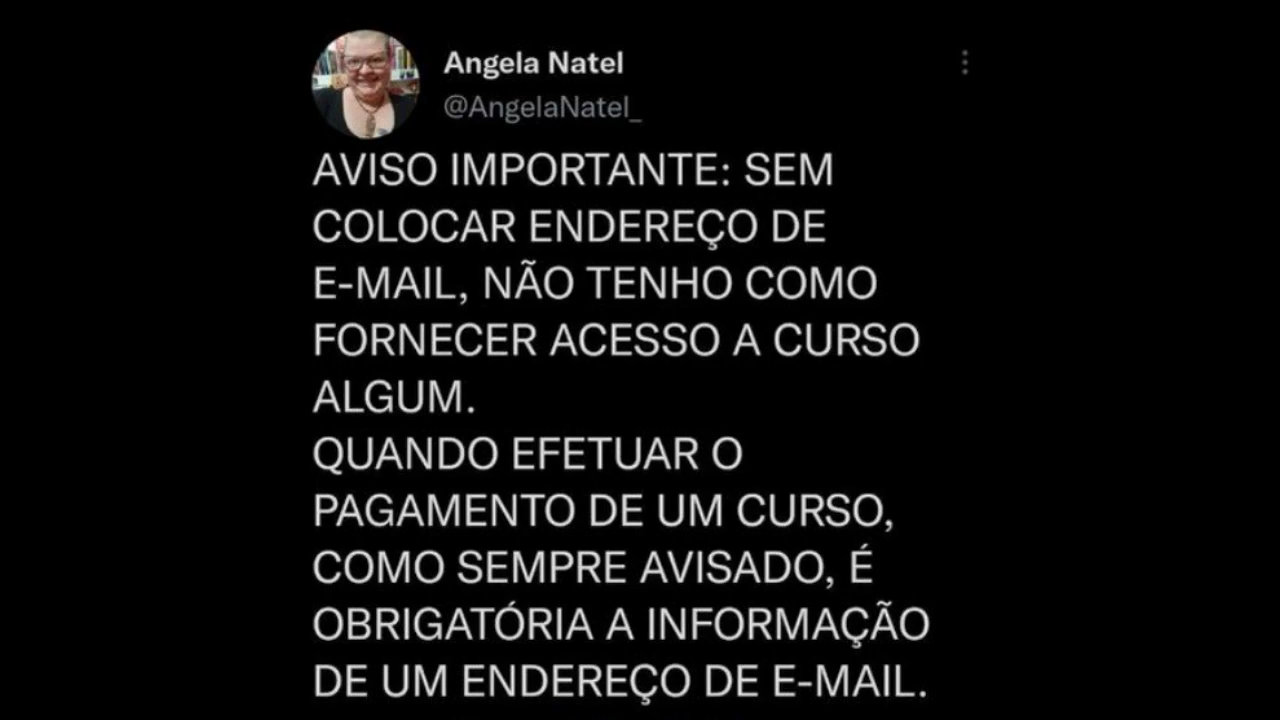 Angela Natel
@AngelaNatel_
AVISO IMPORTANTE: SEM
COLOCAR ENDEREÇO DE
E-MAIL, NÃO TENHO COMO
FORNECER ACESSO A CURSO
ALGUM.
QUANDO EFETUAR O
PAGAMENTO DE UM CURSO,
COMO SEMPRE AVISADO, É
OBRIGATÓRIA A INFORMAÇÃO
DE UM ENDEREÇO DE E-MAIL.